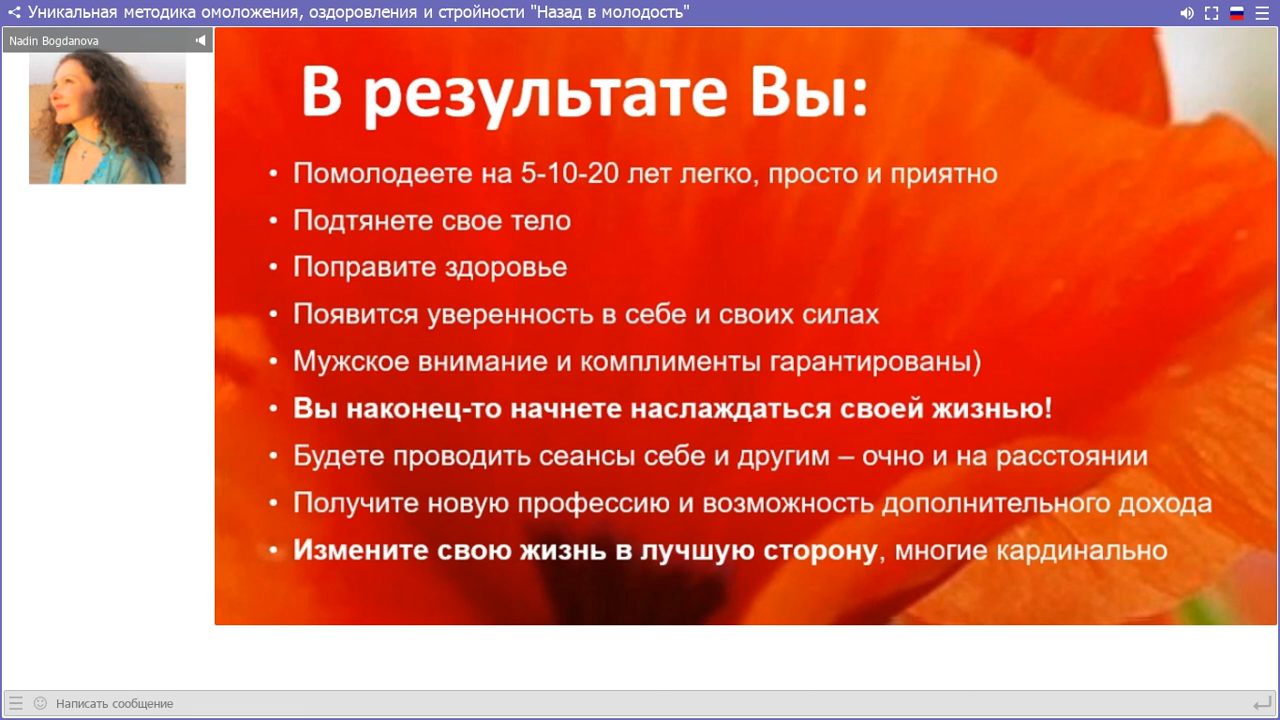 Уникальная методика омоложения, оздоровления и стройности "Назад в молодость"
Nadin Bogdanova
В результате Вы:
• Помолодеете на 5-10-20 лет легко, просто и приятно
• Подтянете свое тело
• Поправите здоровье
• Появится уверенность в себе и своих силах
• Мужское внимание и комплименты гарантированы)
• Вы наконец-то начнете наслаждаться своей жизнью!
• Будете проводить сеансы себе и другим – очно и на расстоянии
• Получите новую профессию и возможность дополнительного дохода
• Измените свою жизнь в лучшую сторону, многие кардинально
Написать сообщение